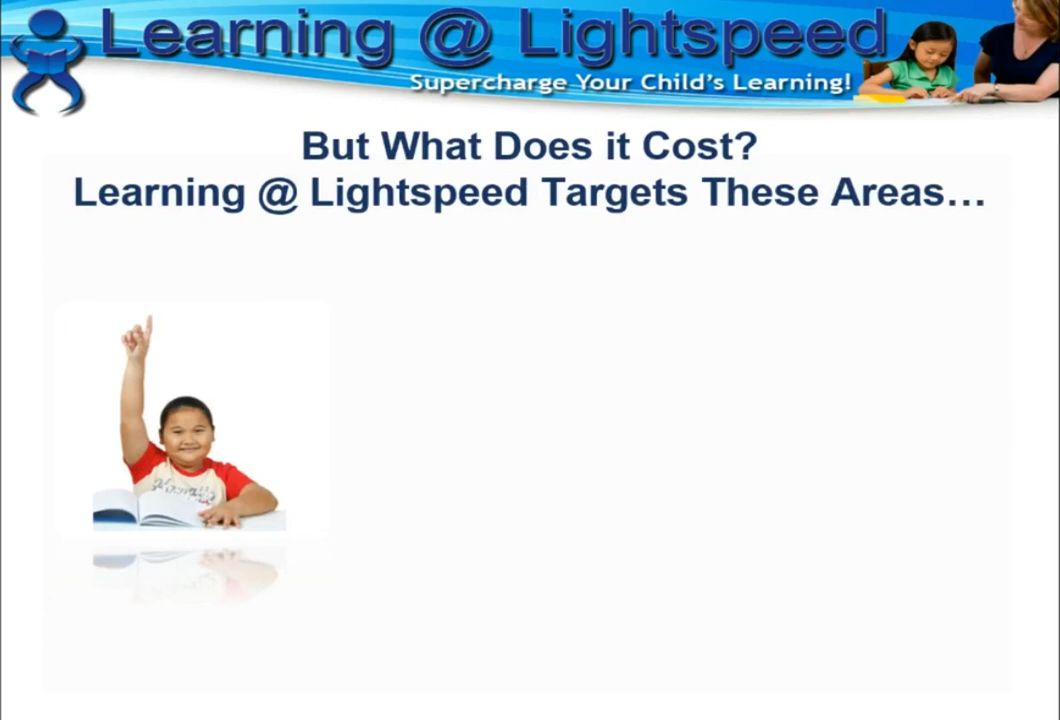 Learning @ Lightspeed
Supercharge Your Child's Learning!
But What Does it Cost?
Learning @ Lightspeed Targets These Areas…